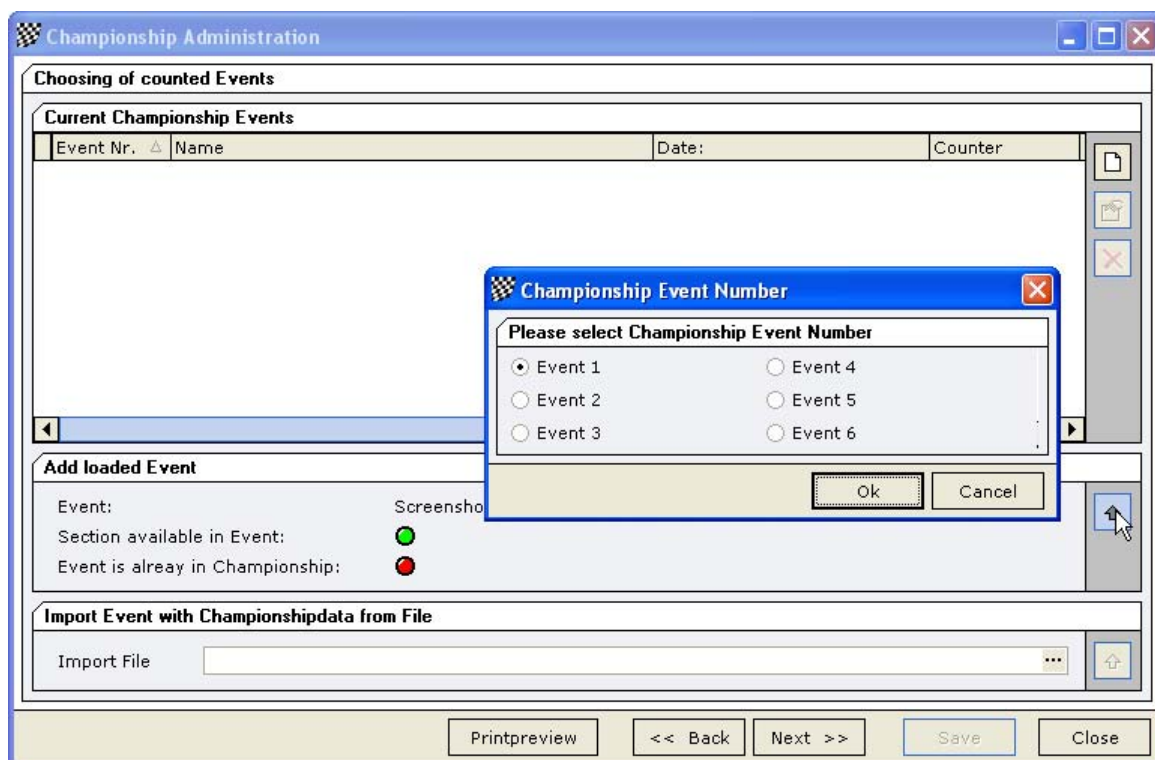 Championship Administration
Choosing of counted Events
Current Championship Events
Event Nr. Name Date: Counter
Championship Event Number
Please select Championship Event Number
Event 1 Event 4
Event 2 Event 5
Event 3 Event 6
Ok Cancel
Add loaded Event
Event: Screensho
Section available in Event:
Event is alreay in Championship:
Import Event with Championshipdata from File
Import File ...
Printpreview << Back Next >> Save Close